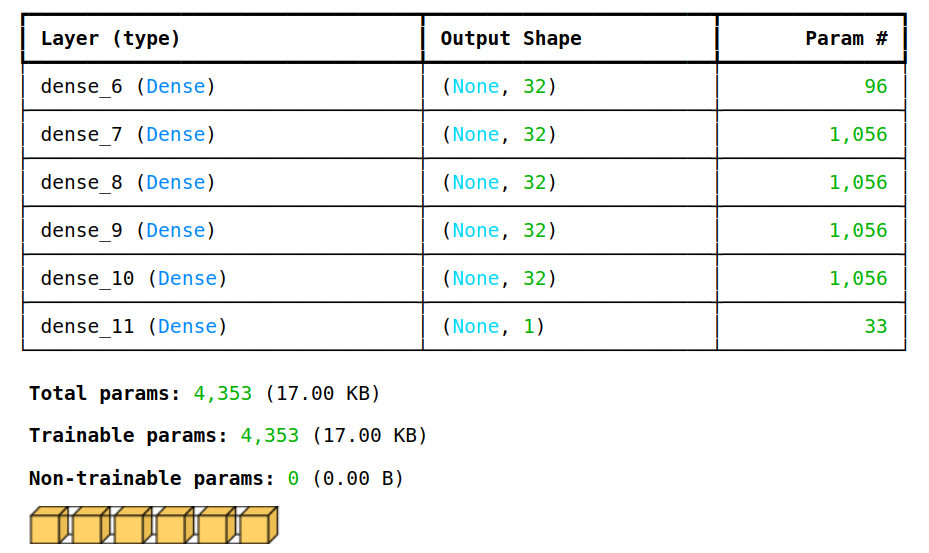 Layer (type) Output Shape Param #
dense_6 (Dense) (None, 32) 96
dense_7 (Dense) (None, 32) 1,056
dense_8 (Dense) (None, 32) 1,056
dense_9 (Dense) (None, 32) 1,056
dense_10 (Dense) (None, 32) 1,056
dense_11 (Dense) (None, 1) 33
Total params: 4,353 (17.00 KB)
Trainable params: 4,353 (17.00 KB)
Non-trainable params: 0 (0.00 B)